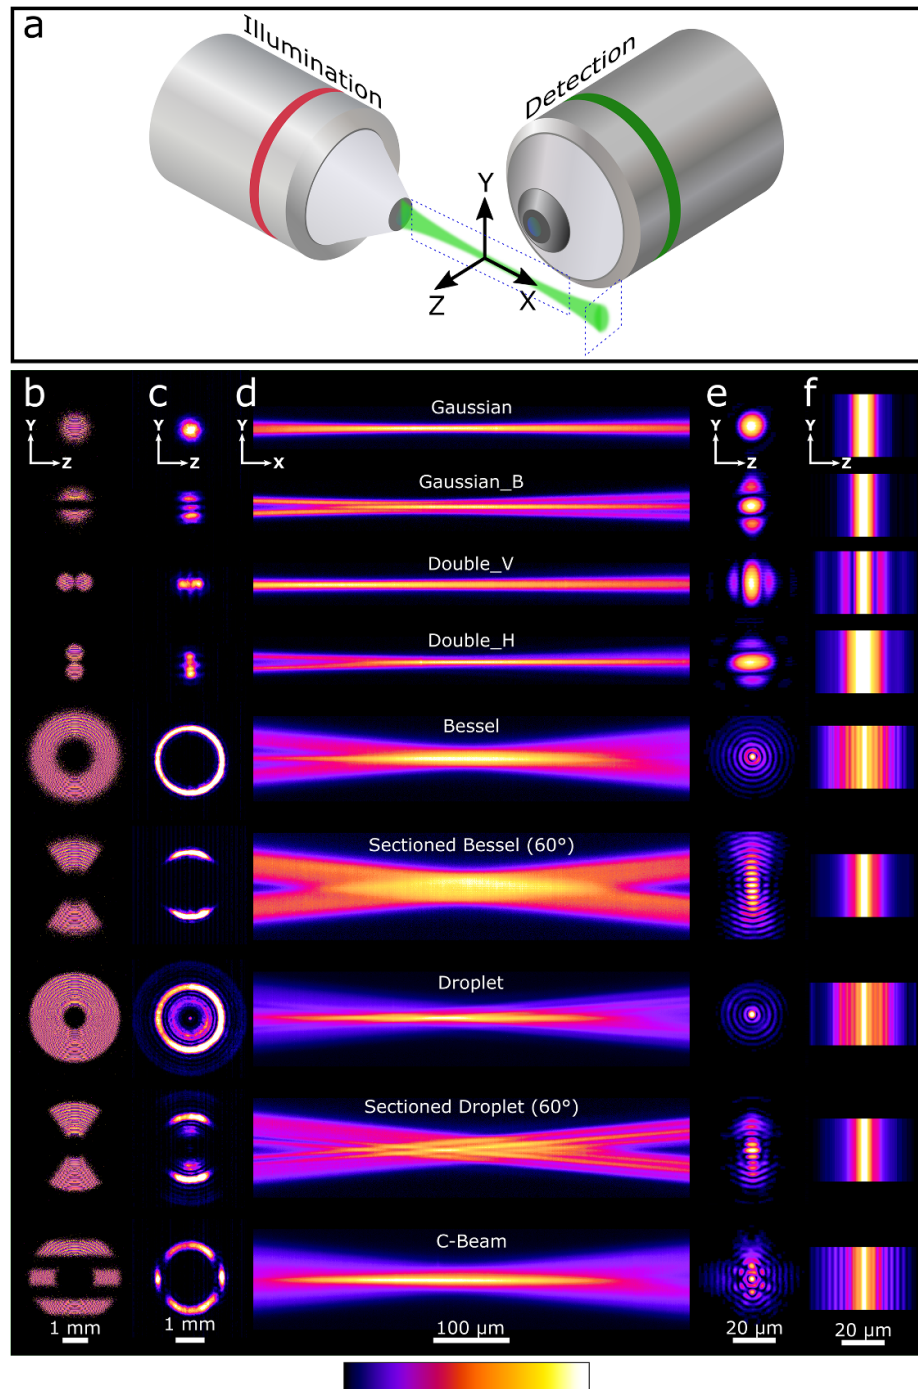 a
Illumination
Detection
Y
Z
X
b c d e f
Y Y Y Y Y
Z Z X Z Z
Gaussian
Gaussian_B
Double_V
Double_H
Bessel
Sectioned Bessel (60°)
Droplet
Sectioned Droplet (60°)
C-Beam
1 mm 1 mm 100 µm 20 µm 20 µm